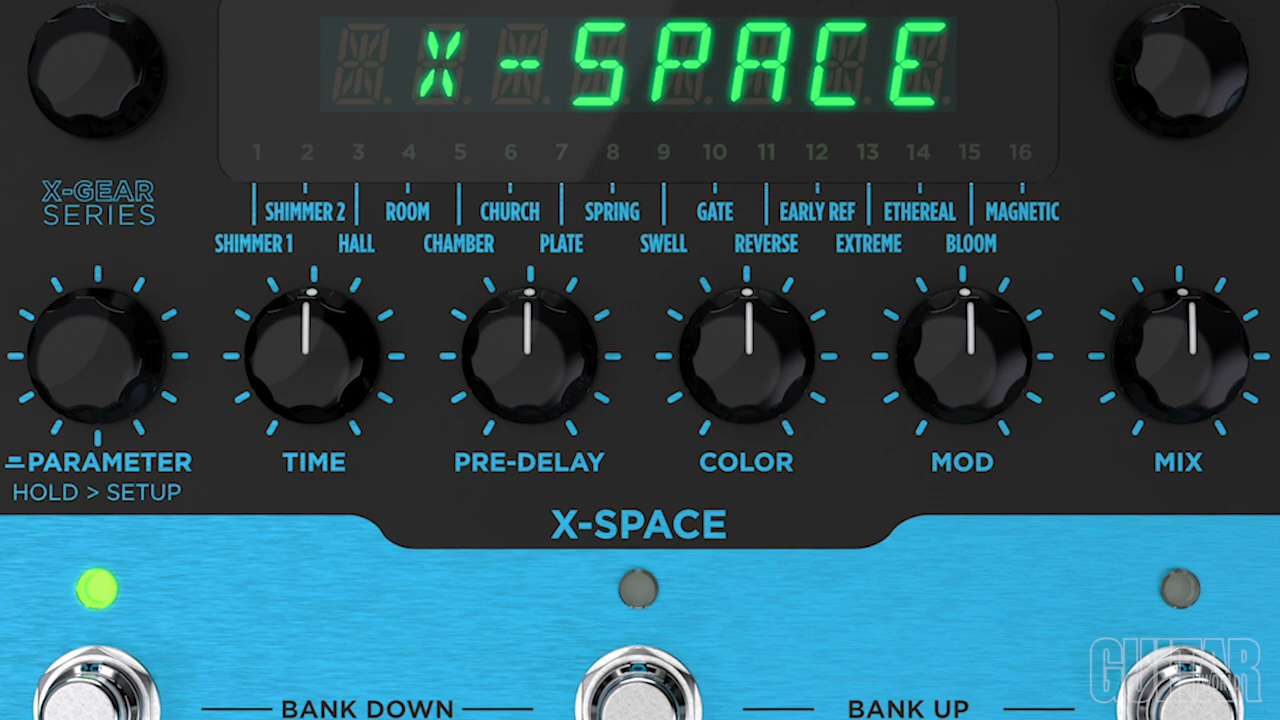 X-SPACE
1 2 3 4 5 6 7 8 9 10 11 12 13 14 15 16
X-GEAR
SERIES
SHIMMER 2 ROOM CHURCH SPRING GATE EARLY REF ETHEREAL MAGNETIC
SHIMMER 1 HALL CHAMBER PLATE SWELL REVERSE EXTREME BLOOM
PARAMETER TIME PRE-DELAY COLOR MOD MIX
HOLD > SETUP
X-SPACE
GUITAR
WORLD
BANK DOWN BANK UP